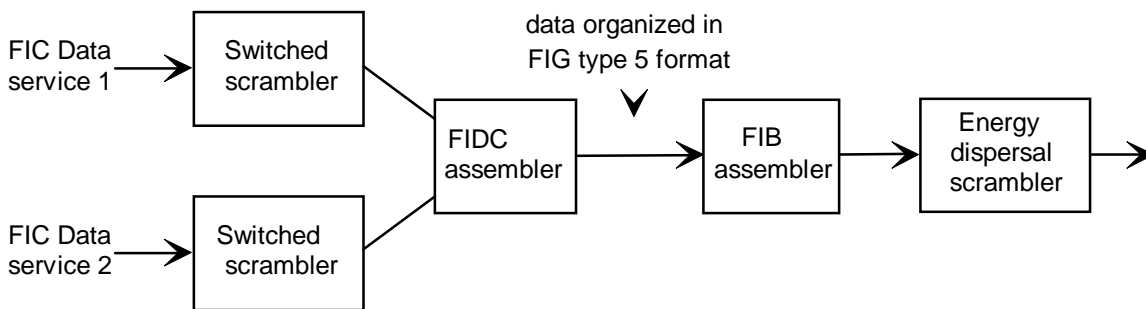 FIC Data
service 1
Switched
scrambler
data organized in
FIG type 5 format
FIDC
assembler
FIB
assembler
Energy
dispersal
scrambler
FIC Data
service 2
Switched
scrambler